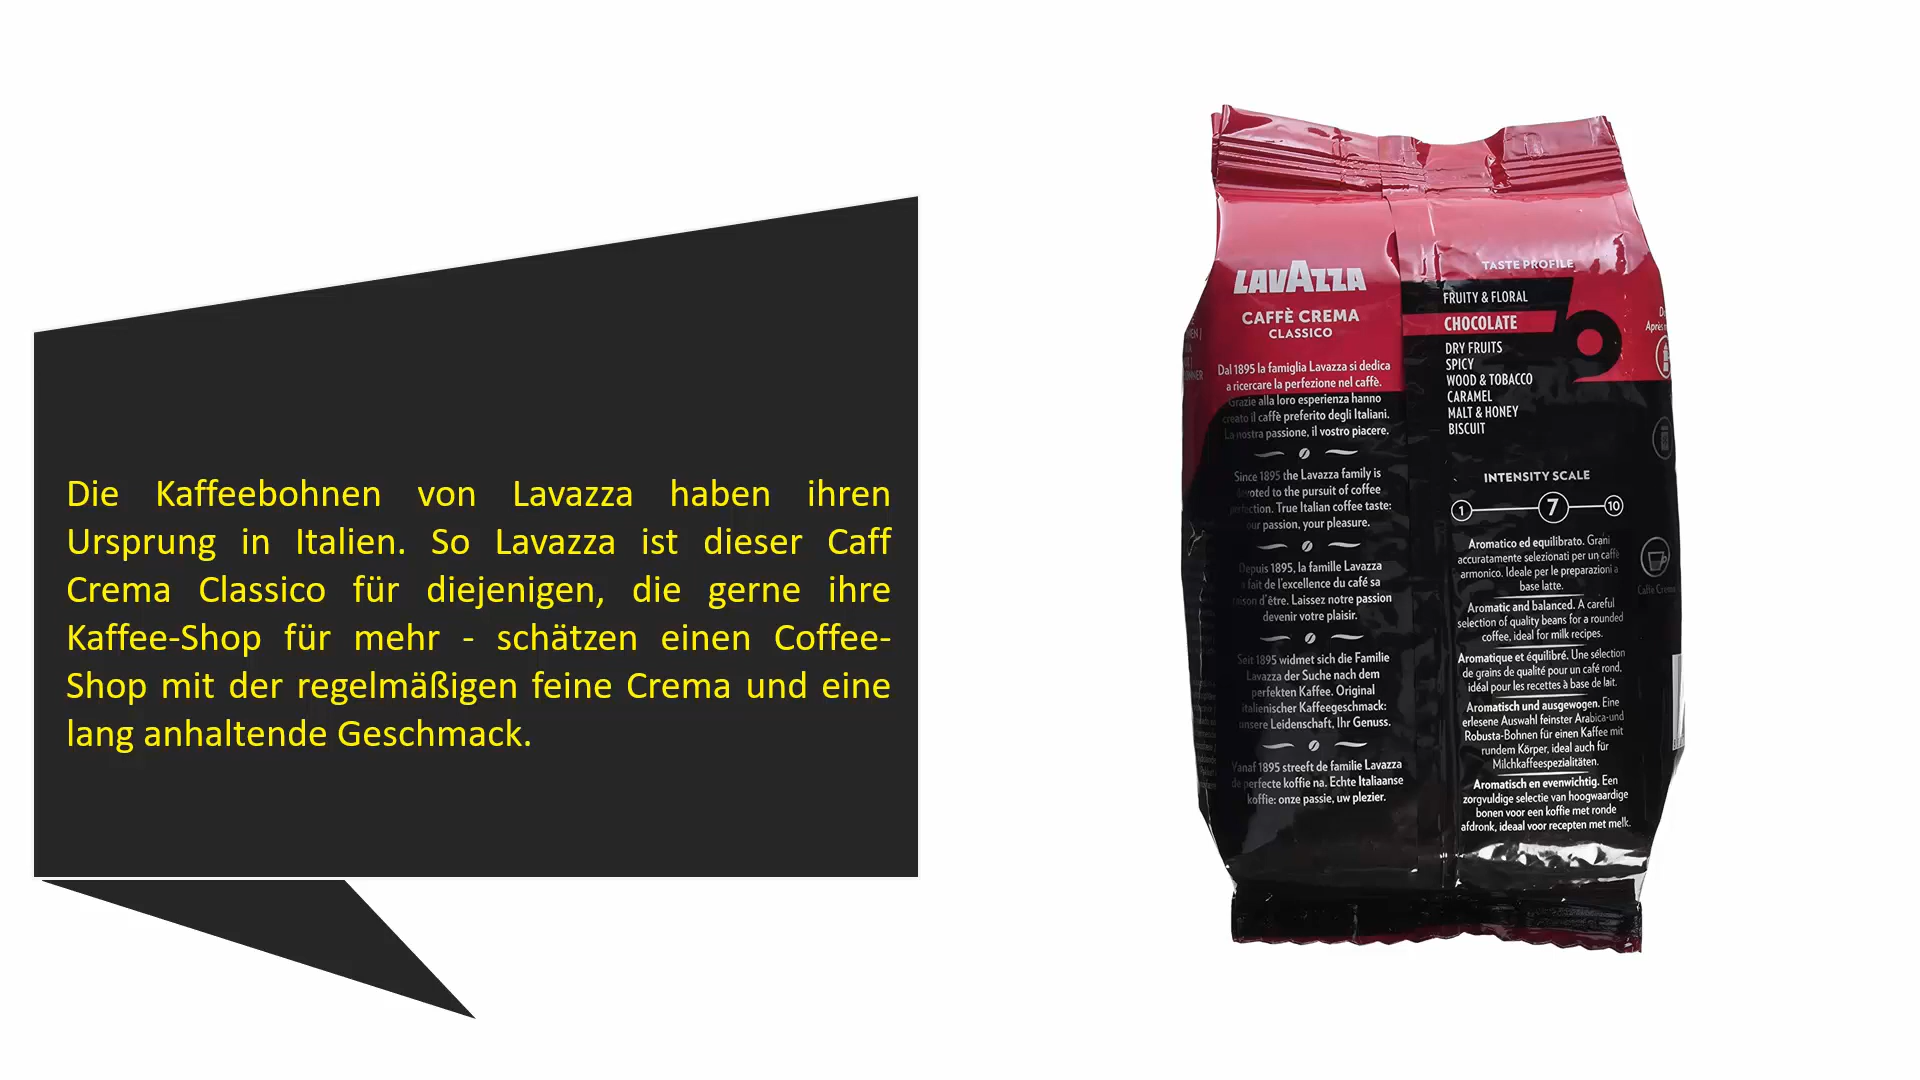 Die Kaffeebohnen von Lavazza haben ihren
Ursprung in Italien. So Lavazza ist dieser Caff
Crema Classico für diejenigen, die gerne ihre
Kaffee-Shop für mehr - schätzen einen Coffee-
Shop mit der regelmäßigen feine Crema und eine
lang anhaltende Geschmack.
LAVAZZA
CAFFÈ CREMA
CLASSICO
Dal 1895 la famiglia Lavazza si dedica
a ricercare la perfezione nel caffè.
Grazie alla loro esperienza hanno
creato il caffè preferito degli Italiani.
La nostra passione, il vostro piacere.
Since 1895 the Lavazza family is
devoted to the pursuit of coffee
perfection. True Italian coffee taste:
our passion, your pleasure.
Depuis 1895, la famille Lavazza
fait de l'excellence du café sa
raison d'être. Laissez notre passion
devenir votre plaisir.
Seit 1895 widmet sich die Familie
Lavazza der Suche nach dem
perfekten Kaffee. Original
italienischer Kaffeegeschmack:
unsere Leidenschaft, Ihr Genuss.
Vanaf 1895 streeft de familie Lavazza
de perfecte koffie na. Echte Italiaanse
koffie: onze passie, uw plezier.
TASTE PROFILE
FRUITY & FLORAL
CHOCOLATE
DRY FRUITS
SPICY
WOOD & TOBACCO
CARAMEL
MALT & HONEY
BISCUIT
INTENSITY SCALE
1 7 10
Aromatico ed equilibrato. Grani
accuratamente selezionati per un caffè
armonico. Ideale per le preparazioni a
base latte.
Aromatic and balanced. A careful
selection of quality beans for a rounded
coffee, ideal for milk recipes.
Aromatique et équilibré. Une sélection
de grains de qualité pour un café rond,
idéal pour les recettes à base de lait.
Aromatisch und ausgewogen. Eine
erlesene Auswahl feinster Arabica-und
Robusta-Bohnen für einen Kaffee mit
rundem Körper, ideal auch für
Milchkaffeespezialitäten.
Aromatisch en evenwichtig. Een
zorgvuldige selectie van hoogwaardige
bonen voor een koffie met ronde
afdronk, ideaal voor recepten met melk.
Caffè Crema